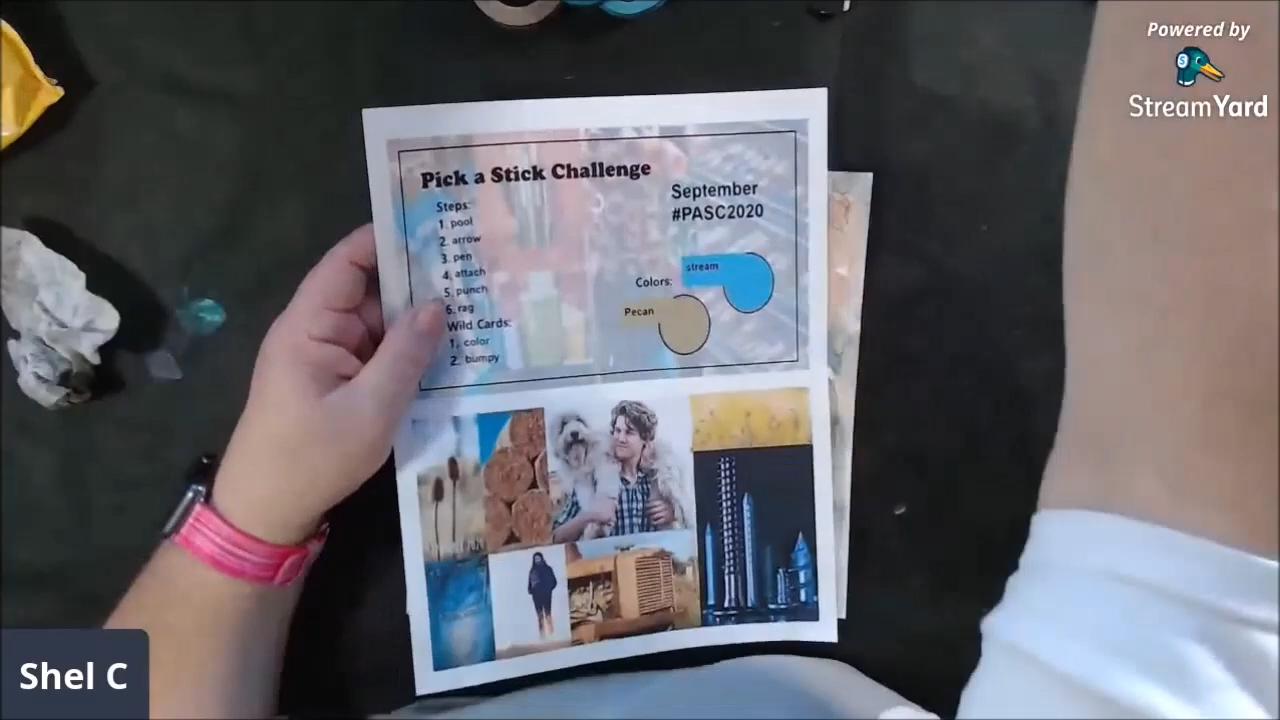 Powered by
StreamYard
Pick a Stick Challenge
September
#PASC2020
Steps:
1. pool
2. arrow
3. pen
4. attach
5. punch
6. rag
Wild Cards:
1. color
2. bumpy
Colors:
stream
Pecan
Shel C